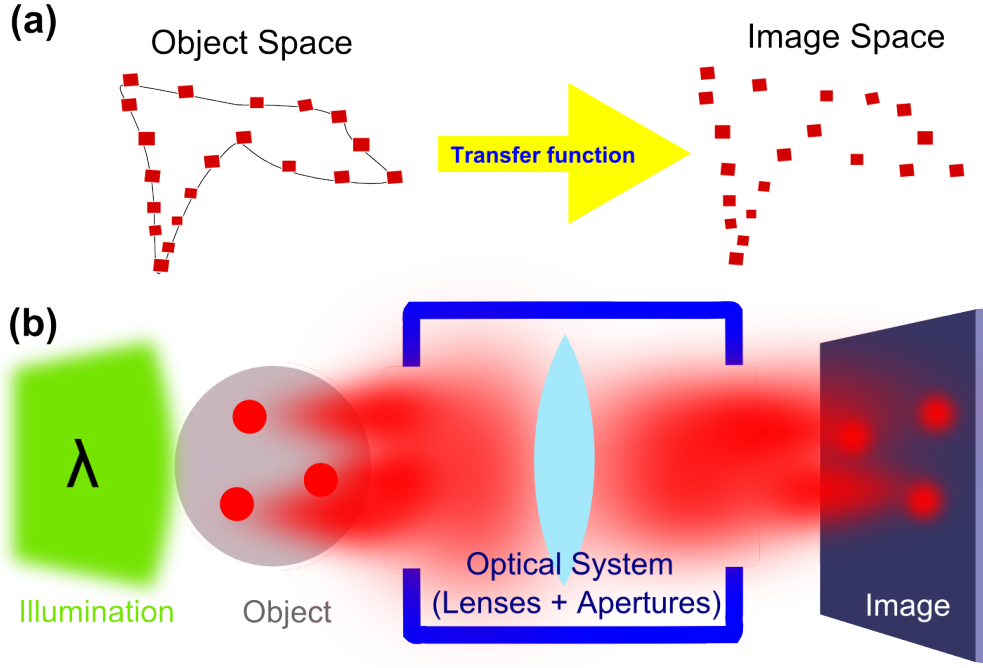 (a)
Object Space
Image Space
Transfer function
(b)
λ
Optical System
(Lenses + Apertures)
Illumination
Object
Image